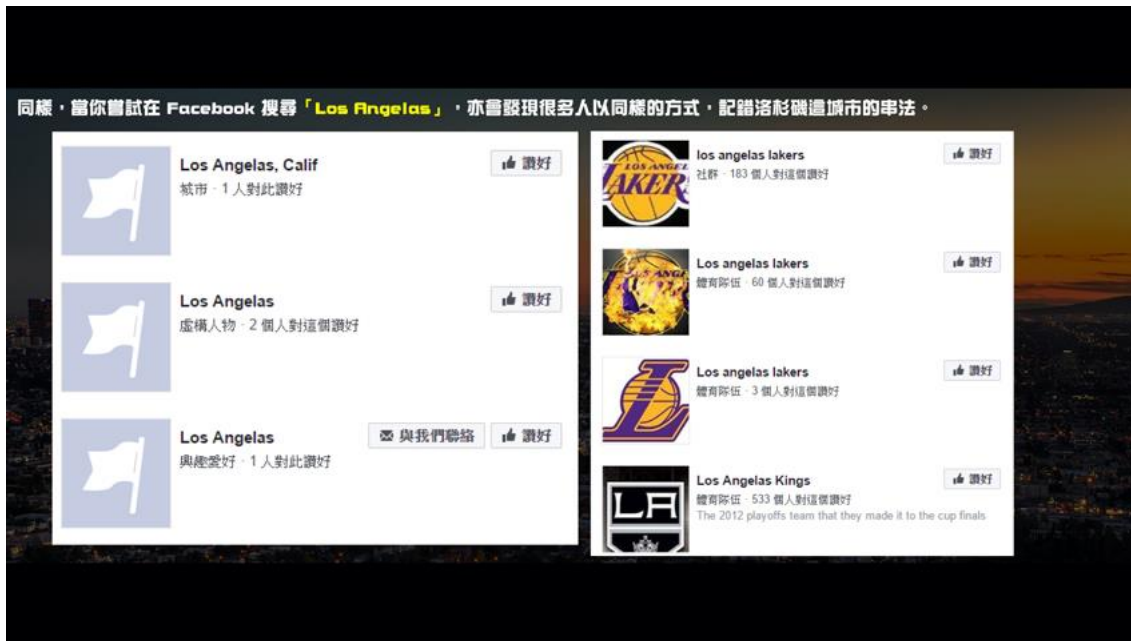 同樣，當你嘗試在 Facebook 搜尋「Los Angelas」，亦會發現很多人以同樣的方式，記錯洛杉磯這城市的串法。
Los Angelas, Calif
讚好
城市 · 1 人對此讚好
Los Angelas
讚好
虛構人物 · 2 個人對這個讚好
Los Angelas
與我們聯絡
讚好
興趣愛好 · 1 人對此讚好
los angelas lakers
讚好
社群 · 183 個人對這個讚好
Los angelas lakers
讚好
體育隊伍 · 60 個人對這個讚好
Los angelas lakers
讚好
體育隊伍 · 3 個人對這個讚好
Los Angelas Kings
讚好
體育隊伍 · 533 個人對這個讚好
The 2012 playoffs team that they made it to the cup finals
LA